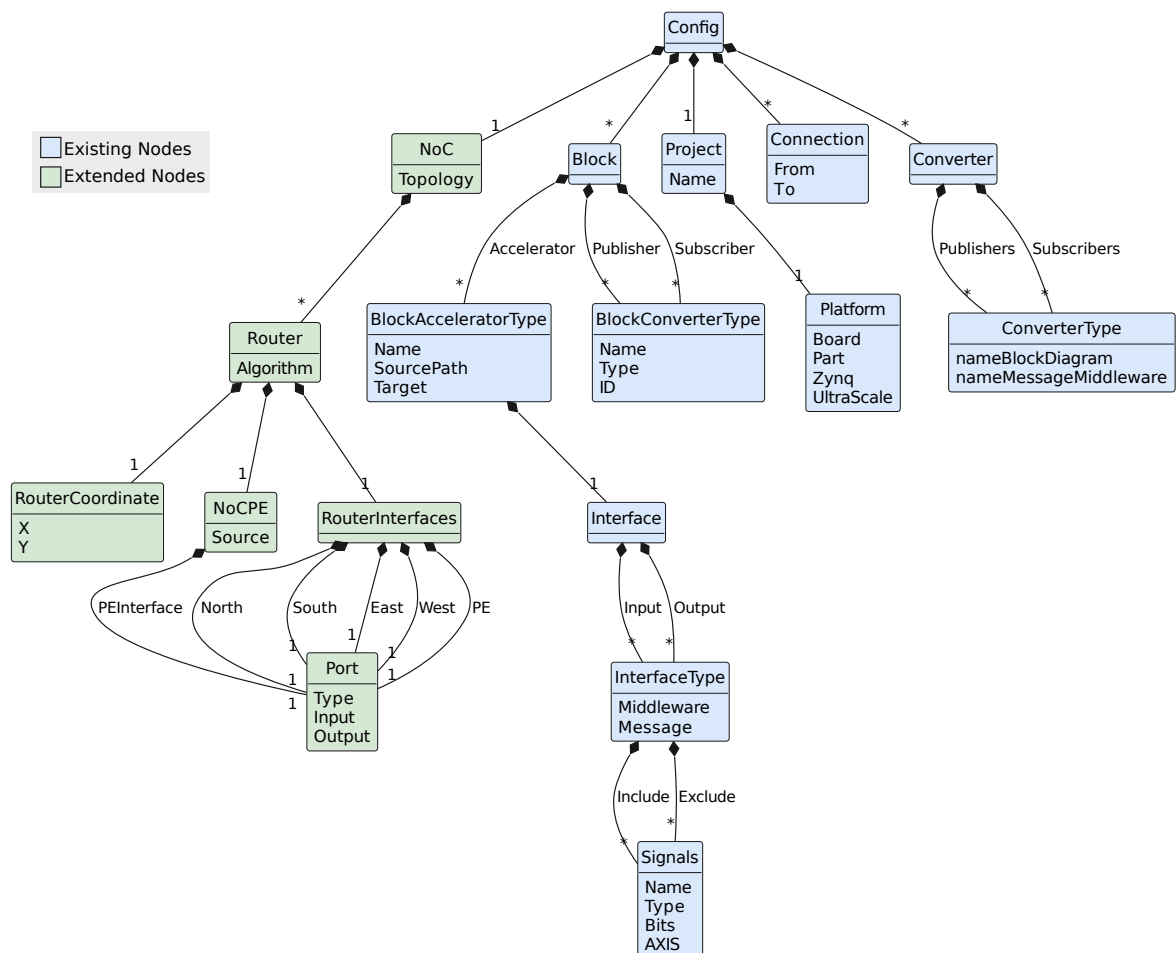 Config
1
*
1
*
*
Existing Nodes
Extended Nodes
NoC
Topology
Block
Project
Name
Connection
From
To
Converter
Accelerator
Publisher
Subscriber
Publishers
Subscribers
*
*
*
*
1
*
*
Router
Algorithm
BlockAcceleratorType
Name
SourcePath
Target
BlockConverterType
Name
Type
ID
Platform
Board
Part
Zynq
UltraScale
ConverterType
nameBlockDiagram
nameMessageMiddleware
1
1
1
1
RouterCoordinate
X
Y
NoCPE
Source
RouterInterfaces
Interface
PEInterface
North
South
East
West
PE
Input
Output
1
1
1
1
1
1
*
*
Port
Type
Input
Output
InterfaceType
Middleware
Message
Include
Exclude
*
*
Signals
Name
Type
Bits
AXIS